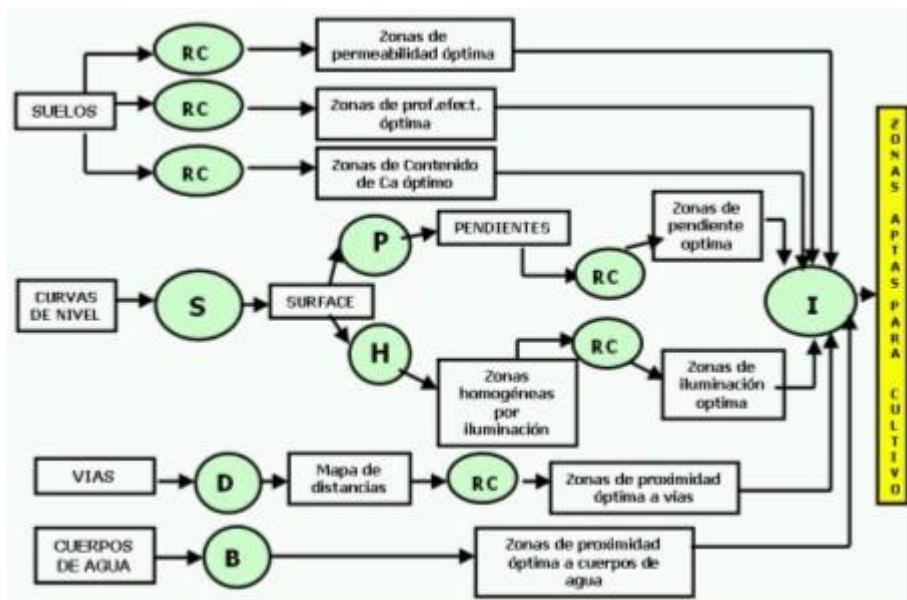 RC
Zonas de
permeabilidad óptima
SUELOS
RC
Zonas de prof.efect.
óptima
RC
Zonas de Contenido
de Ca óptimo
P
PENDIENTES
Zonas de
pendiente
optima
RC
CURVAS
DE NIVEL
S
SURFACE
I
H
Zonas
homogéneas
por
iluminación
RC
Zonas de
iluminación
optima
VIAS
D
Mapa de
distancias
RC
Zonas de proximidad
óptima a vías
CUERPOS
DE AGUA
B
Zonas de proximidad
óptima a cuerpos de
agua
ZONAS APTAS PARA CULTIVO